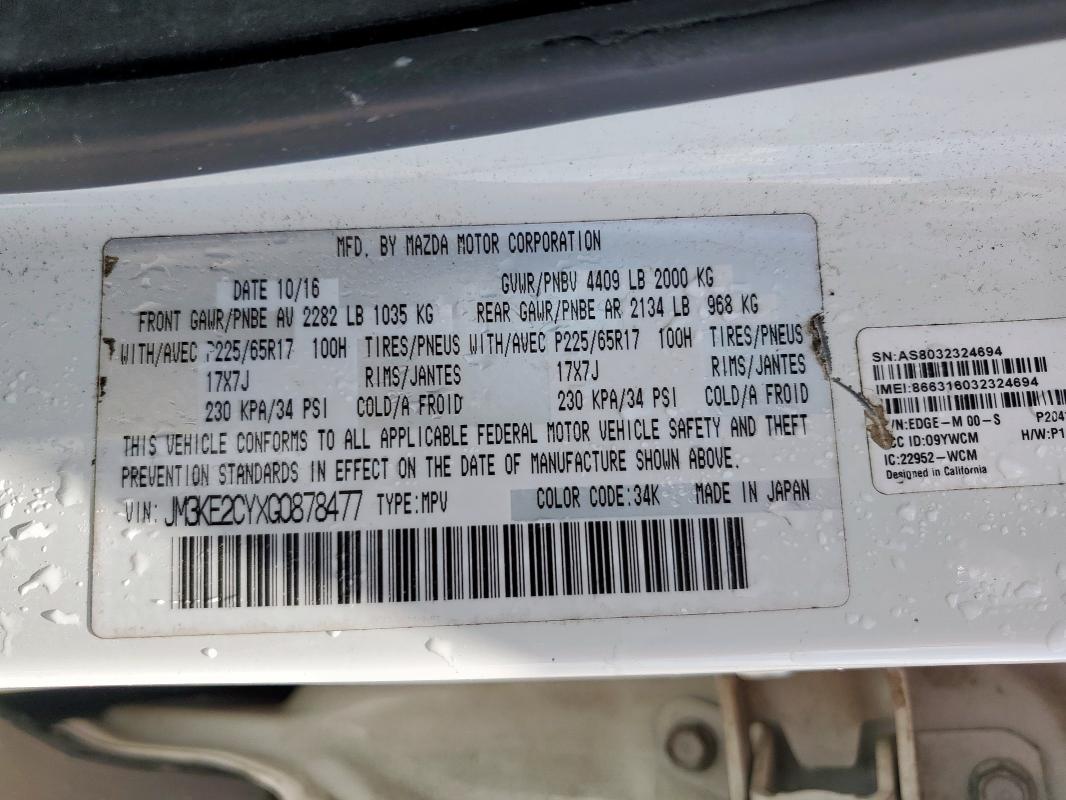 MFD. BY MAZDA MOTOR CORPORATION
DATE 10/16 GVWR/PNBV 4409 LB 2000 KG
FRONT GAWR/PNBE AV 2282 LB 1035 KG REAR GAWR/PNBE AR 2134 LB 968 KG
WITH/AVEC P225/65R17 100H TIRES/PNEUS WITH/AVEC P225/65R17 100H TIRES/PNEUS
17X7J RIMS/JANTES 17X7J RIMS/JANTES
230 KPA/34 PSI COLD/A FROID 230 KPA/34 PSI COLD/A FROID
THIS VEHICLE CONFORMS TO ALL APPLICABLE FEDERAL MOTOR VEHICLE SAFETY AND THEFT
PREVENTION STANDARDS IN EFFECT ON THE DATE OF MANUFACTURE SHOWN ABOVE.
VIN: JM3KE2CYXG0878477 TYPE:MPV COLOR CODE:34K MADE IN JAPAN
SN:AS8032324694
IMEI:866316032324694
/N:EDGE-M 00-S P204
CC ID:09YWCM H/W:P1
IC:22952-WCM
Designed in California